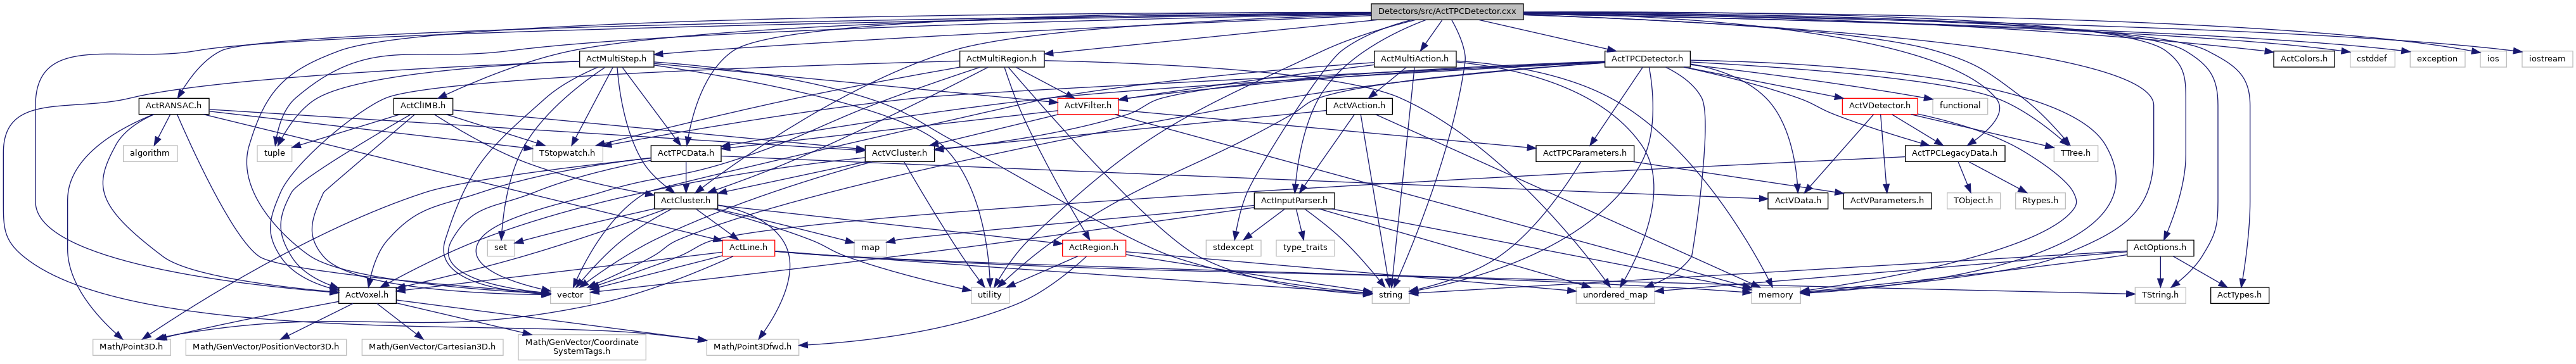 Detectors/src/ActTPCDetector.cxx
ActMultiStep.h
ActMultiRegion.h
ActMultiAction.h
ActTPCDetector.h
ActColors.h
cstddef
exception
ios
iostream
ActRANSAC.h
ActClIMB.h
ActVFilter.h
ActVAction.h
ActVDetector.h
functional
algorithm
tuple
TStopwatch.h
ActTPCData.h
ActVCluster.h
ActTPCParameters.h
ActTPCLegacyData.h
TTree.h
ActCluster.h
ActInputParser.h
ActVData.h
ActVParameters.h
TObject.h
Rtypes.h
set
ActLine.h
map
ActRegion.h
stdexcept
type_traits
ActOptions.h
ActVoxel.h
vector
utility
string
unordered_map
memory
TString.h
ActTypes.h
Math/Point3D.h
Math/GenVector/PositionVector3D.h
Math/GenVector/Cartesian3D.h
Math/GenVector/Coordinate
SystemTags.h
Math/Point3Dfwd.h